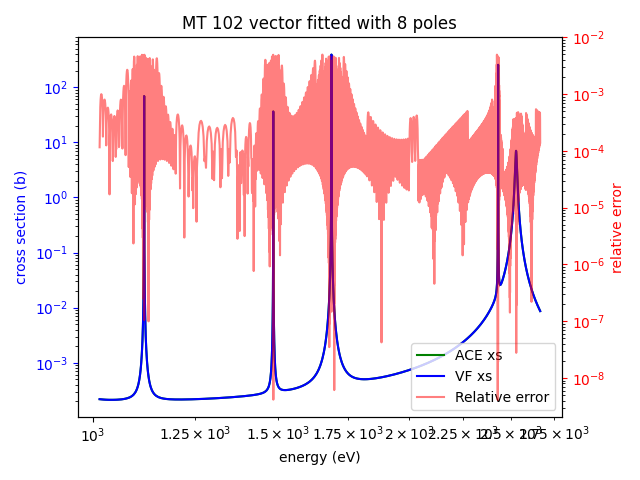 MT 102 vector fitted with 8 poles
cross section (b)
10²
10¹
10⁰
10⁻¹
10⁻²
10⁻³
10⁻²
10⁻³
10⁻⁴
10⁻⁵
10⁻⁶
10⁻⁷
10⁻⁸
relative error
ACE xs
VF xs
Relative error
10³ 1.25 × 10³ 1.5 × 10³ 1.75 × 10³ 2 × 10³ 2.25 × 10³ 2.75 × 10³
energy (eV)